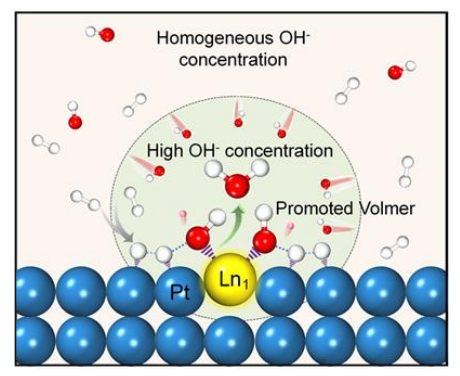 Homogeneous OH⁻
concentration
High OH⁻ concentration
Promoted Volmer
Pt
Ln₁